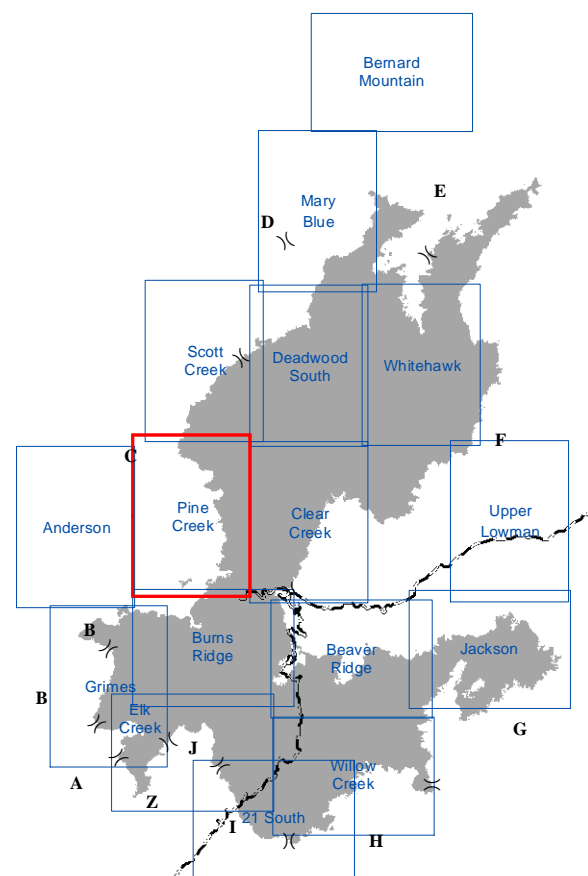 Bernard
Mountain
E
Mary
Blue
D
Scott
Creek
Deadwood
South
Whitehawk
F
C
Pine
Creek
Clear
Creek
Upper
Lowman
Anderson
B
Burns
Ridge
Beaver
Ridge
Jackson
B
Grimes
Elk
Creek
G
J
A
Z
Willow
Creek
I
21 South
H